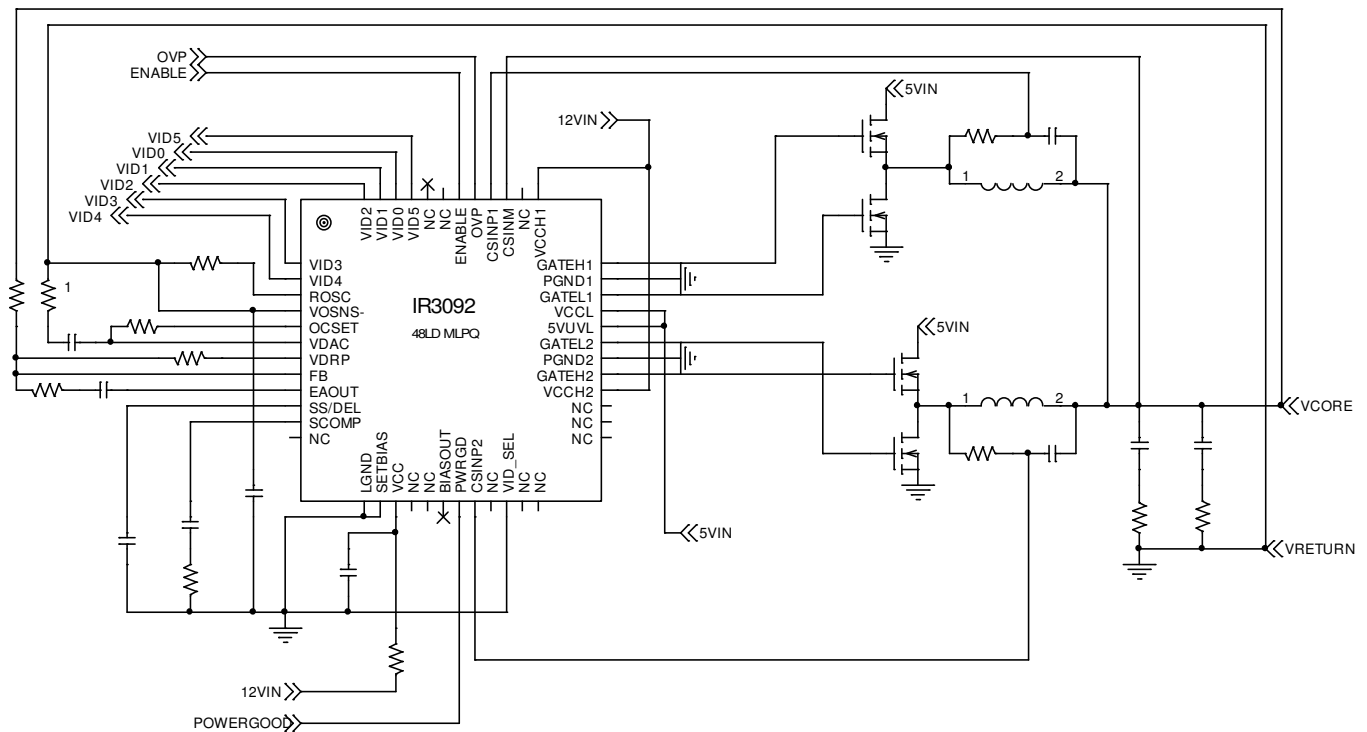 OVP
ENABLE
5VIN
12VIN
VID5
VID0
VID1
VID2
VID3
VID4
1 2
VID2
VID1
VID0
VID5
NC
NC
ENABLE
OVP
CSINP1
CSINM
NC
VCCH1
VID3
VID4
ROSC
VOSNS-
OCSET
VDAC
VDRP
FB
EAOUT
SS/DEL
SCOMP
NC
1
IR3092
48LD MLPQ
GATEH1
PGND1
GATEL1
VCCL
5VUVL
GATEL2
PGND2
GATEH2
VCCH2
NC
NC
NC
5VIN
1 2
VCORE
LGND
SETBIAS
VCC
NC
NC
BIASOUT
PWRGD
CSINP2
NC
VID_SEL
NC
NC
5VIN
VRETURN
12VIN
POWERGOOD